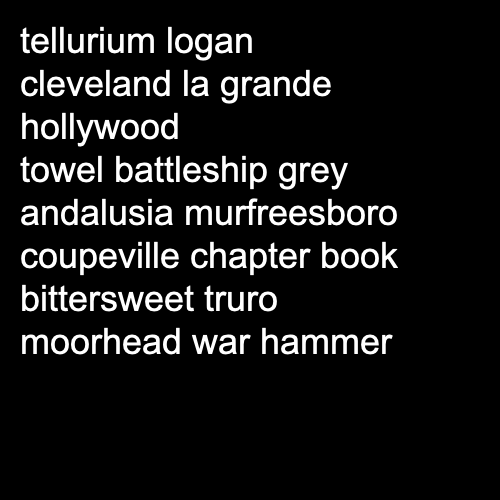 tellurium logan
cleveland la grande
hollywood
towel battleship grey
andalusia murfreesboro
coupeville chapter book
bittersweet truro
moorhead war hammer